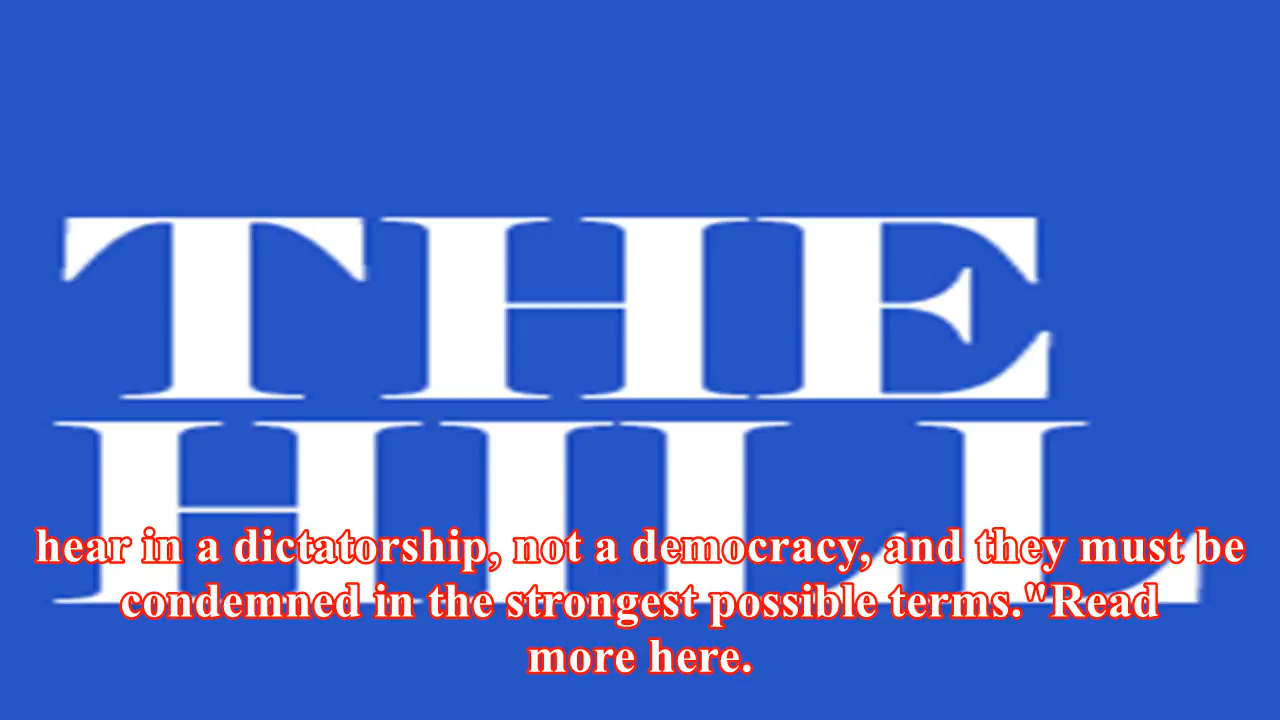 THE
HILL
hear in a dictatorship, not a democracy, and they must be
condemned in the strongest possible terms."Read
more here.